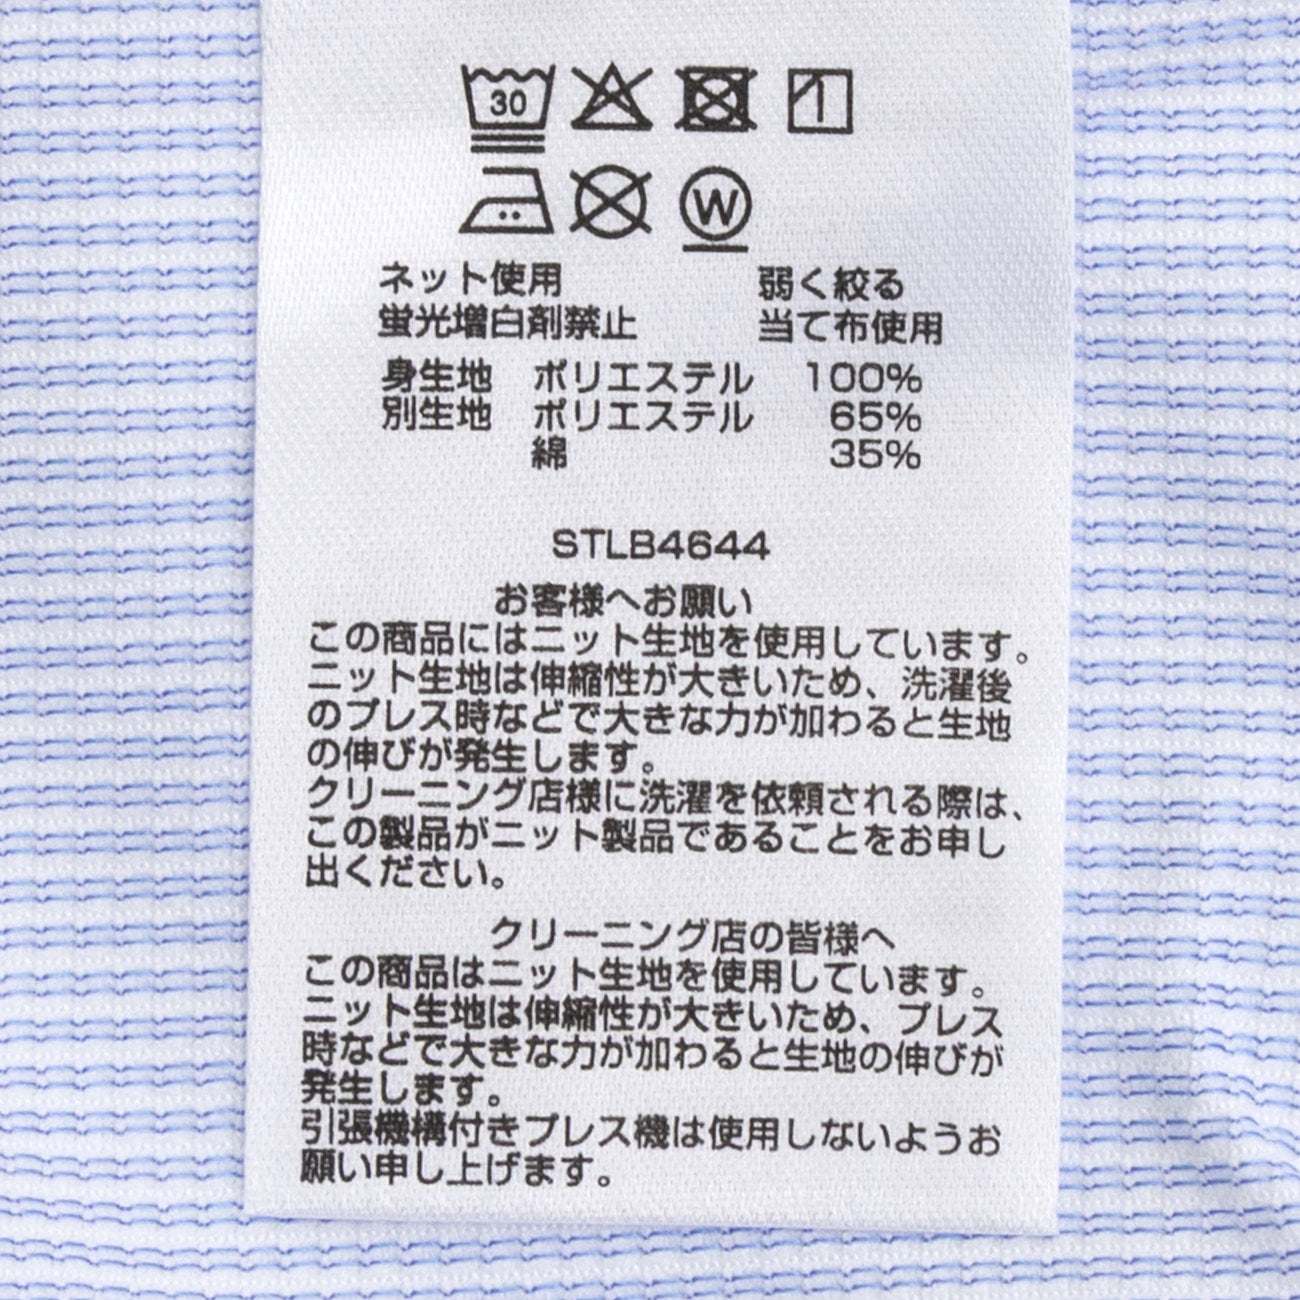 30
W
ネット使用 弱く絞る
蛍光増白剤禁止 当て布使用
身生地 ポリエステル 100%
別生地 ポリエステル 65%
綿 35%
STLB4644
お客様へお願い
この商品にはニット生地を使用しています。
ニット生地は伸縮性が大きいため、洗濯後
のプレス時などで大きな力が加わると生地
の伸びが発生します。
クリーニング店様に洗濯を依頼される際は、
この製品がニット製品であることをお申し
出ください。
クリーニング店の皆様へ
この商品はニット生地を使用しています。
ニット生地は伸縮性が大きいため、プレス
時などで大きな力が加わると生地の伸びが
発生します。
引張機構付きプレス機は使用しないようお
願い申し上げます。